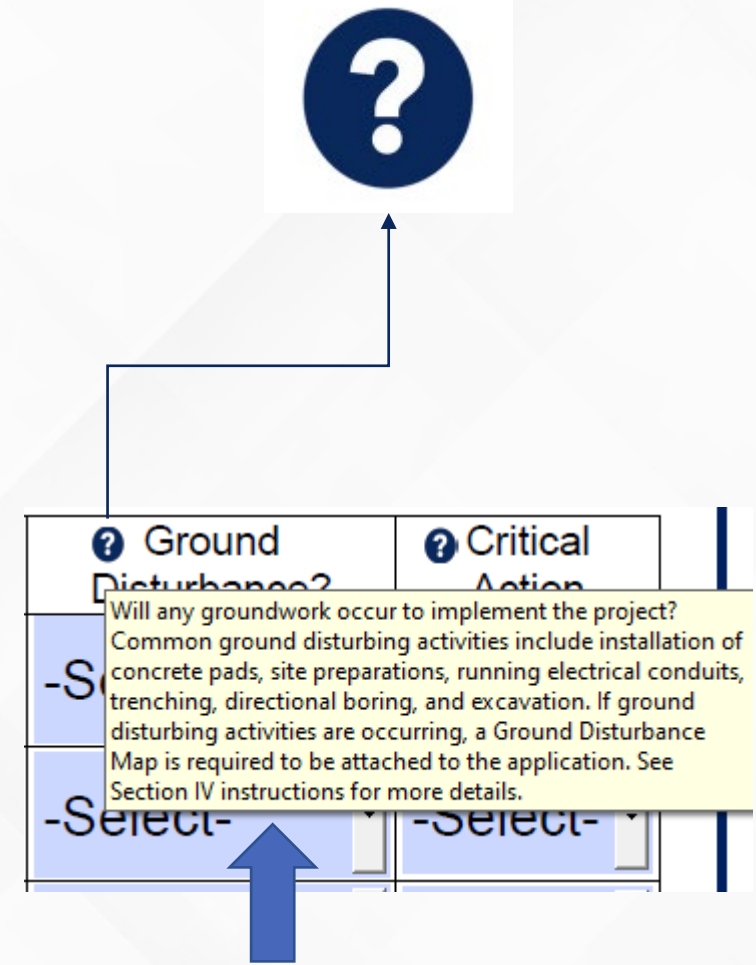 ?
? Ground
Disturbance?
? Critical
Action
Will any groundwork occur to implement the project?
Common ground disturbing activities include installation of
concrete pads, site preparations, running electrical conduits,
trenching, directional boring, and excavation. If ground
disturbing activities are occurring, a Ground Disturbance
Map is required to be attached to the application. See
Section IV instructions for more details.
-Select-
-Select-